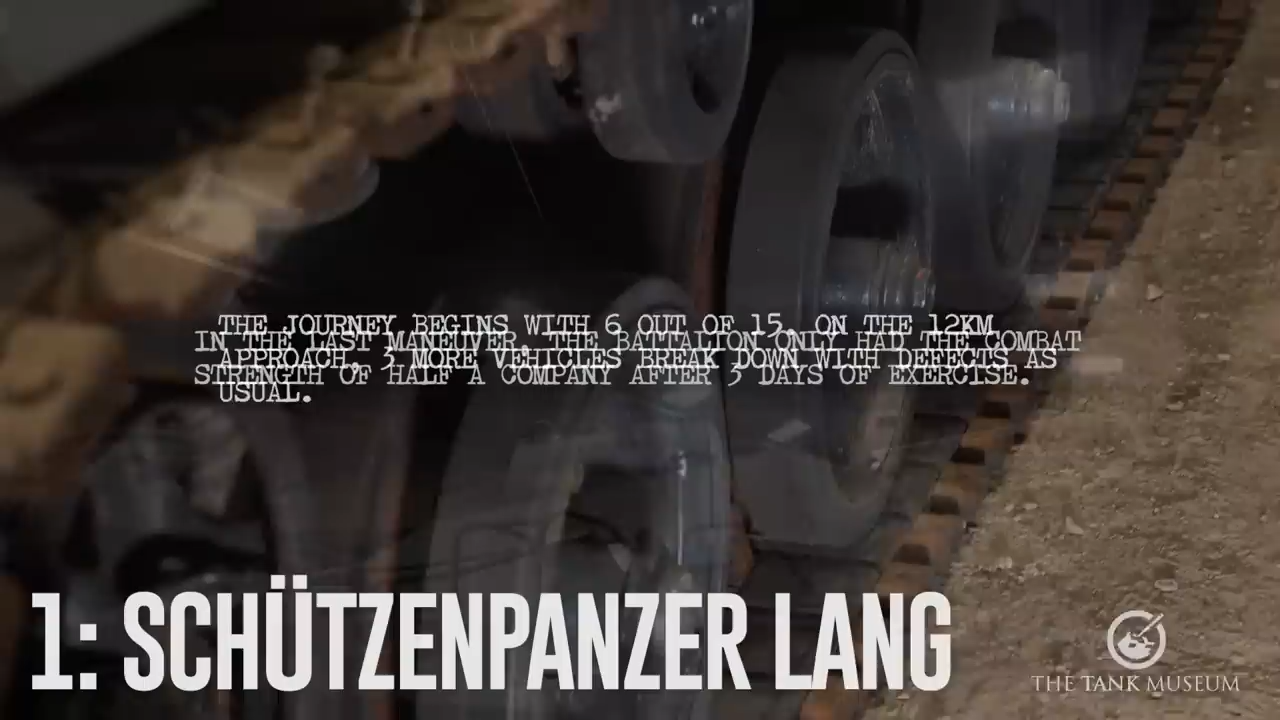 THE JOURNEY BEGINS WITH 6 OUT OF 15. ON THE 12KM
APPROACH, 3 MORE VEHICLES BREAK DOWN WITH DEFECTS AS
USUAL.
IN THE LAST MANEUVER, THE BATTALION ONLY HAD THE COMBAT
STRENGTH OF HALF A COMPANY AFTER 3 DAYS OF EXERCISE.
1: SCHÜTZENPANZER LANG
THE TANK MUSEUM